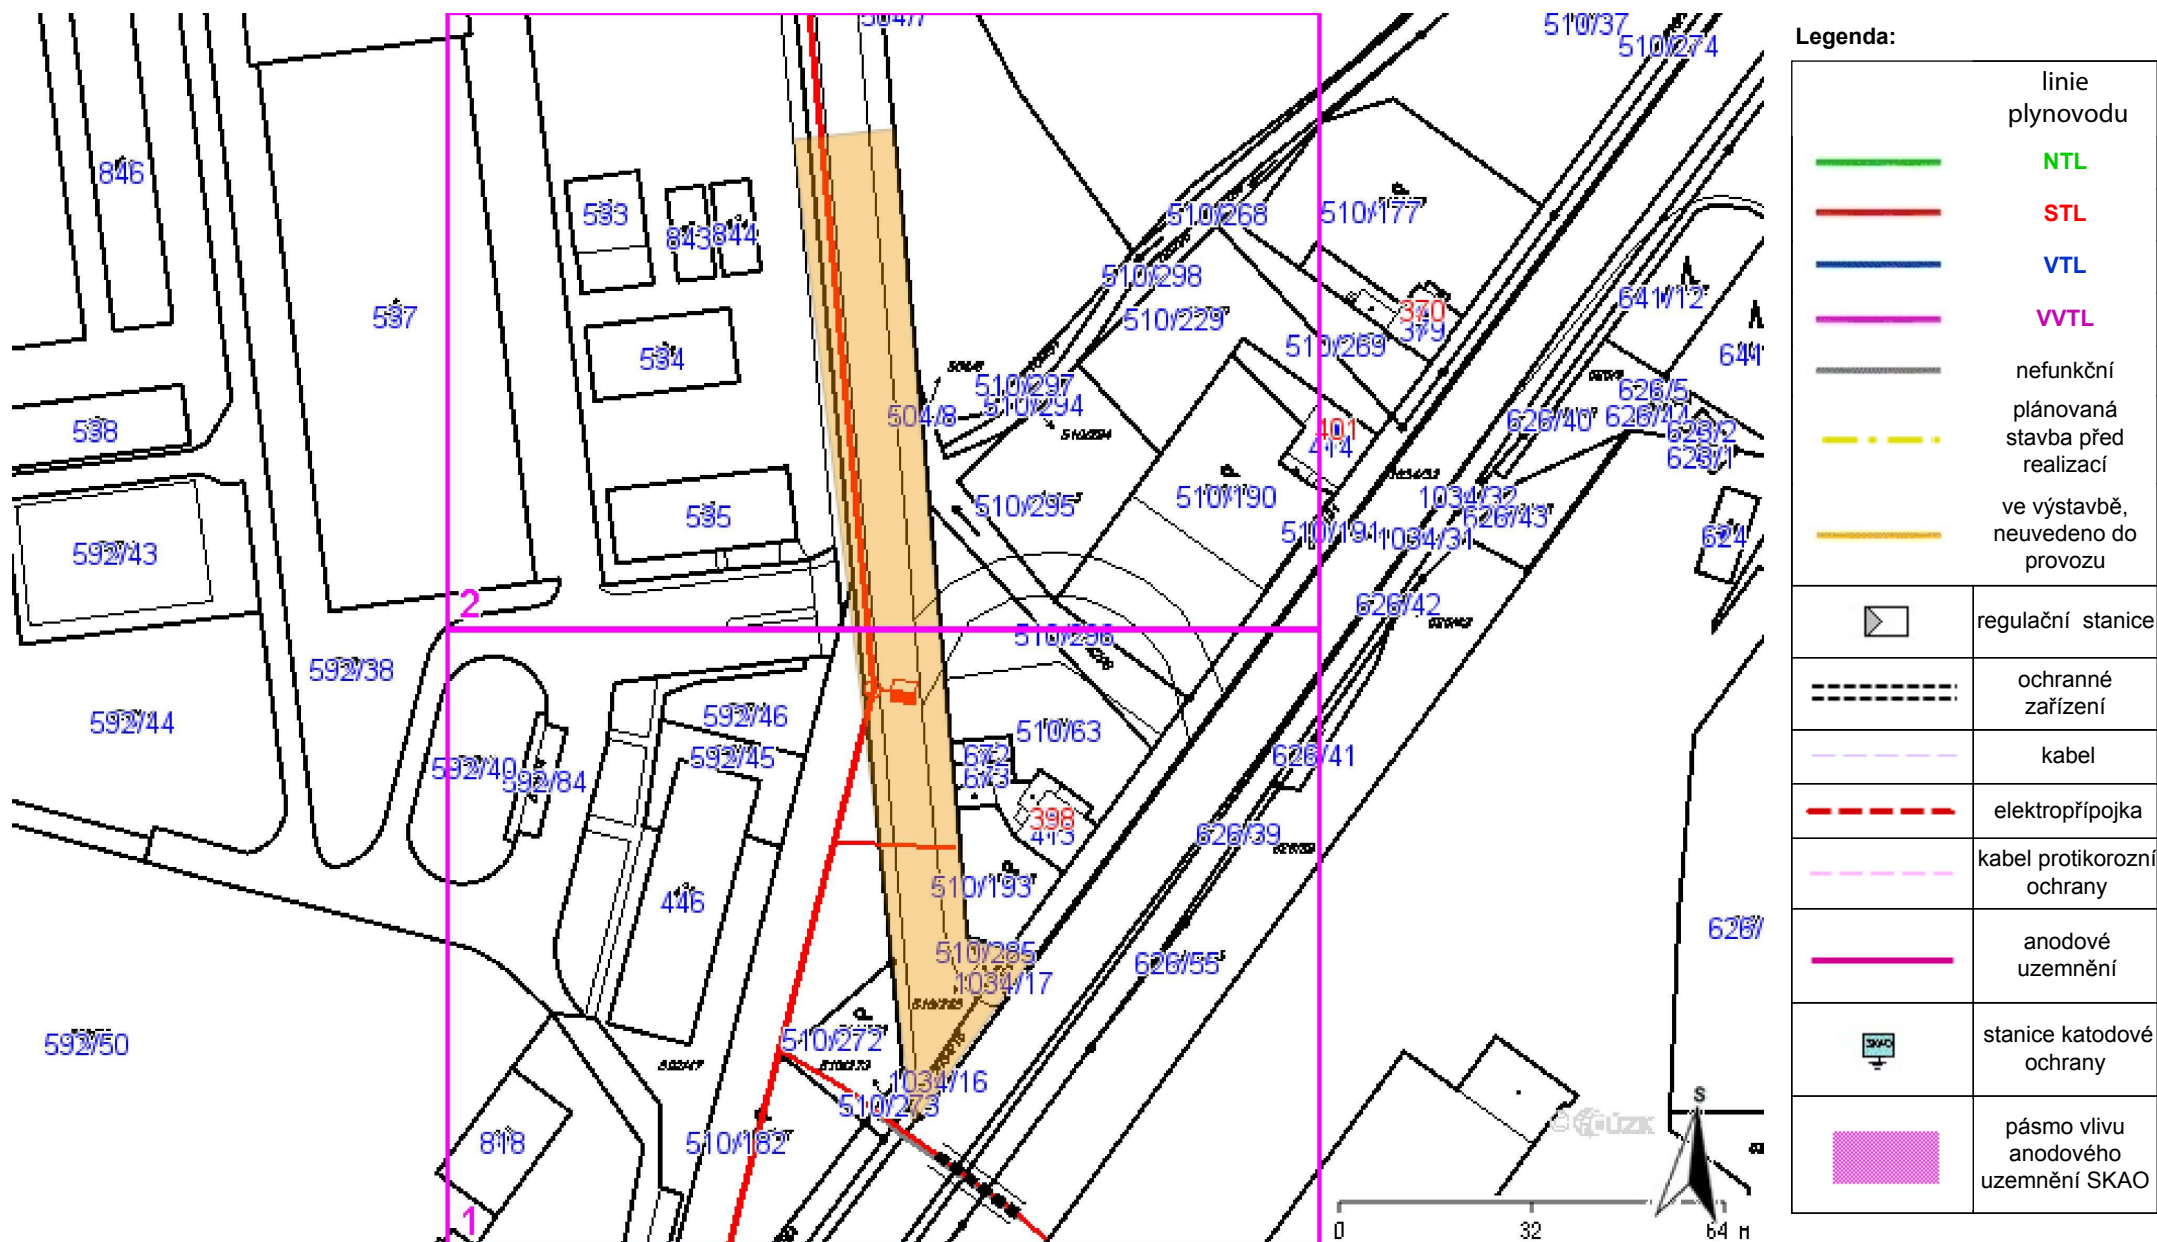 504/7
510/37
510/274
846
533
843
844
537
534
538
535
592/43
592/38
592/44
592/46
592/45
592/40
592/84
446
592/50
818
510/182
510/272
1034/16
510/273
510/268
510/177
510/298
510/229
510/269
370
379
510/297
510/294
504/8
401
414
510/295
510/190
510/191
1034/31
1034/32
626/43
626/42
626/40
626/44
626/5
623/2
623/1
641/12
641
624
510/296
510/63
672
673
398
413
626/41
626/39
510/193
510/285
1034/17
626/55
626/
2
1
S
0
32
64 м
Legenda:
linie
plynovodu
NTL
STL
VTL
VVTL
nefunkční
plánovaná
stavba před
realizací
ve výstavbě,
neuvedeno do
provozu
regulační stanice
ochranné
zařízení
kabel
elektropřípojka
kabel protikorozní
ochrany
anodové
uzemnění
SKAO
stanice katodové
ochrany
pásmo vlivu
anodového
uzemnění SKAO